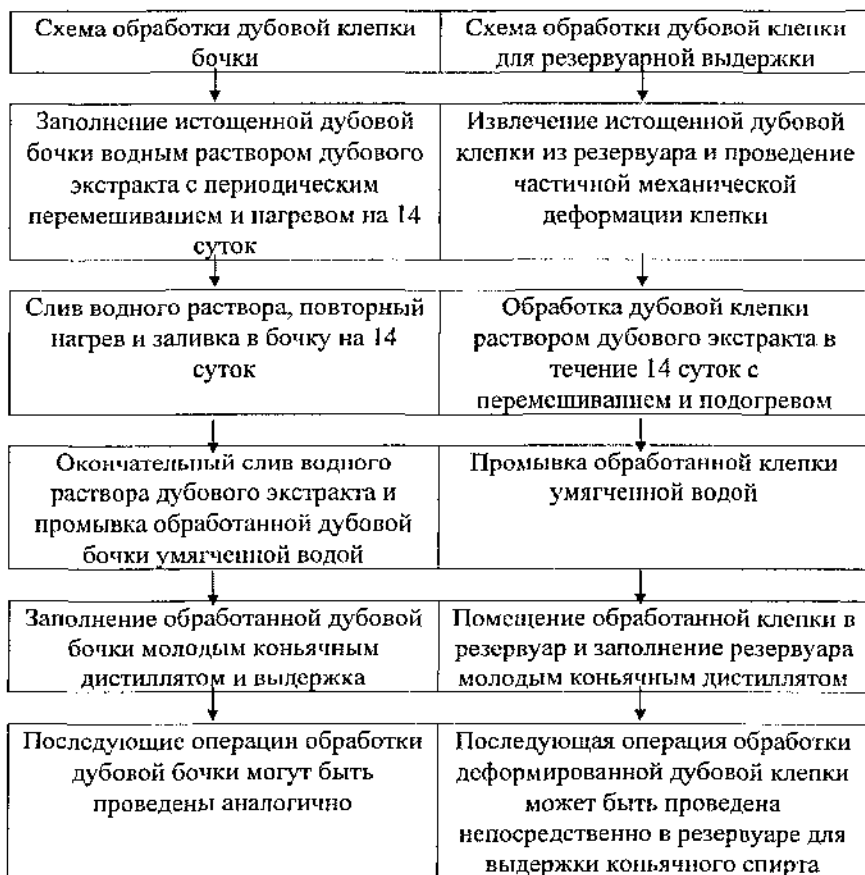 Схема обработки дубовой клепки
бочки
Заполнение истощенной дубовой
бочки водным раствором дубового
экстракта с периодическим
перемешиванием и нагревом на 14
суток
Слив водного раствора, повторный
нагрев и заливка в бочку на 14
суток
Окончательный слив водного
раствора дубового экстракта и
промывка обработанной дубовой
бочки умягченной водой
Заполнение обработанной дубовой
бочки молодым коньячным
дистиллятом и выдержка
Последующие операции обработки
дубовой бочки могут быть
проведены аналогично
Схема обработки дубовой клепки
для резервуарной выдержки
Извлечение истощенной дубовой
клепки из резервуара и проведение
частичной механической
деформации клепки
Обработка дубовой клепки
раствором дубового экстракта в
течение 14 суток с
перемешиванием и подогревом
Промывка обработанной клепки
умягченной водой
Помещение обработанной клепки в
резервуар и заполнение резервуара
молодым коньячным дистиллятом
Последующая операция обработки
деформированной дубовой клепки
может быть проведена
непосредственно в резервуаре для
выдержки коньячного спирта